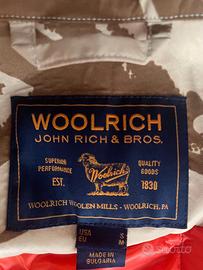 WOOLRICH
JOHN RICH & BROS.
SUPERIOR PERFORMANCE
QUALITY GOODS
Woolrich
EST.
1830
WOOLRICH WOOLEN MILLS - WOOLRICH, PA
USA S
EU M
MADE IN
BULGARIA
subito